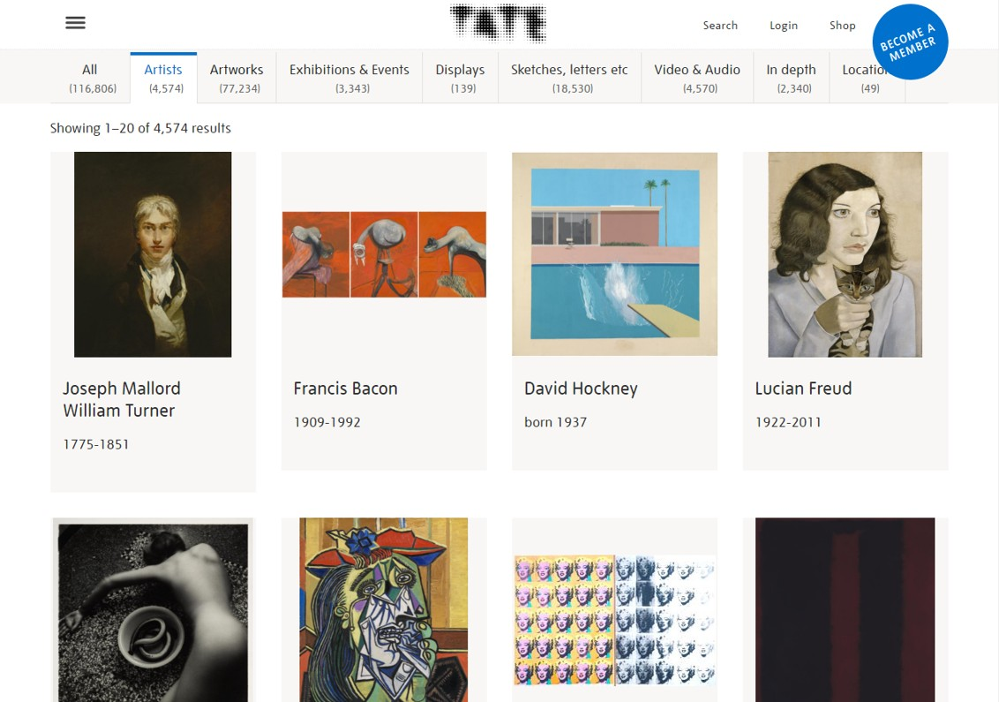 TATE
Search
Login
Shop
BECOME A
MEMBER
All
(116,806)
Artists
(4,574)
Artworks
(77,234)
Exhibitions & Events
(3,343)
Displays
(139)
Sketches, letters etc
(18,530)
Video & Audio
(4,570)
In depth
(2,340)
Locatio
(49)
Showing 1–20 of 4,574 results
Joseph Mallord
William Turner
1775-1851
Francis Bacon
1909-1992
David Hockney
born 1937
Lucian Freud
1922-2011